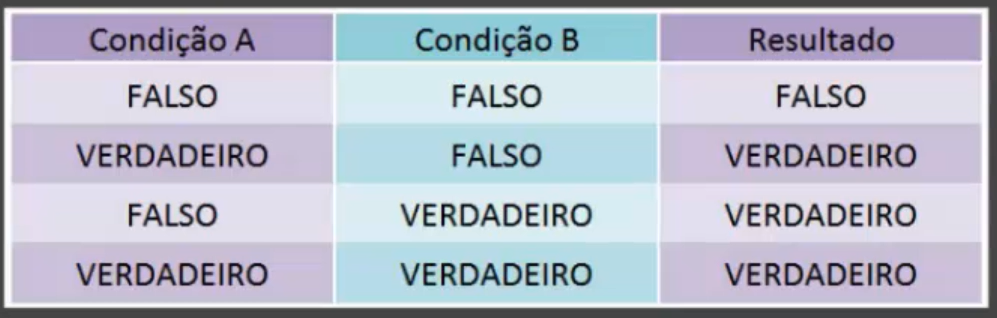 Condição A Condição B Resultado
FALSO FALSO FALSO
VERDADEIRO FALSO VERDADEIRO
FALSO VERDADEIRO VERDADEIRO
VERDADEIRO VERDADEIRO VERDADEIRO